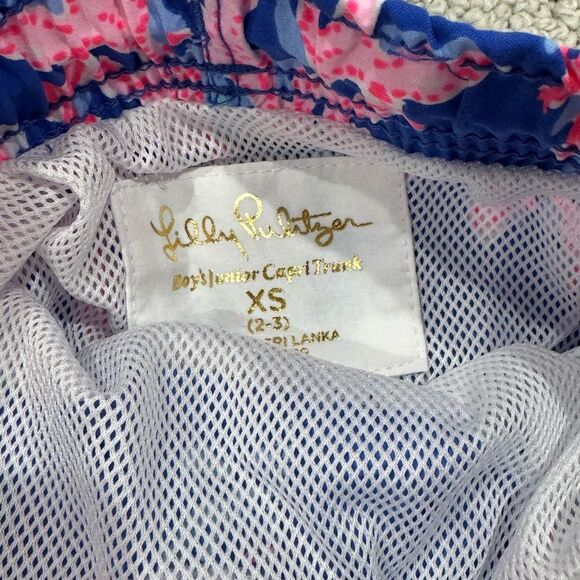 Lilly Pulitzer
Boy's Junior Capri Trunk
XS
(2-3)
SRI LANKA